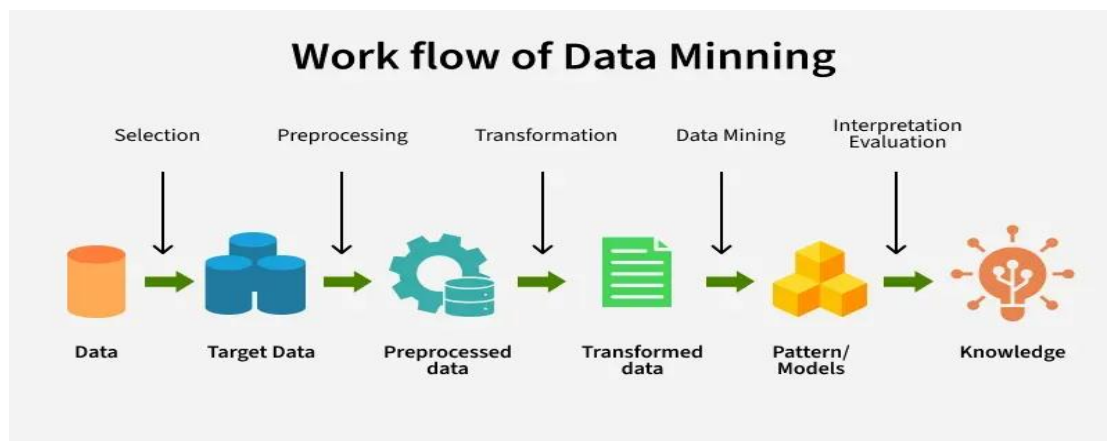 Work flow of Data Minning
Selection
Preprocessing
Transformation
Data Mining
Interpretation
Evaluation
Data
Target Data
Preprocessed
data
Transformed
data
Pattern/
Models
Knowledge